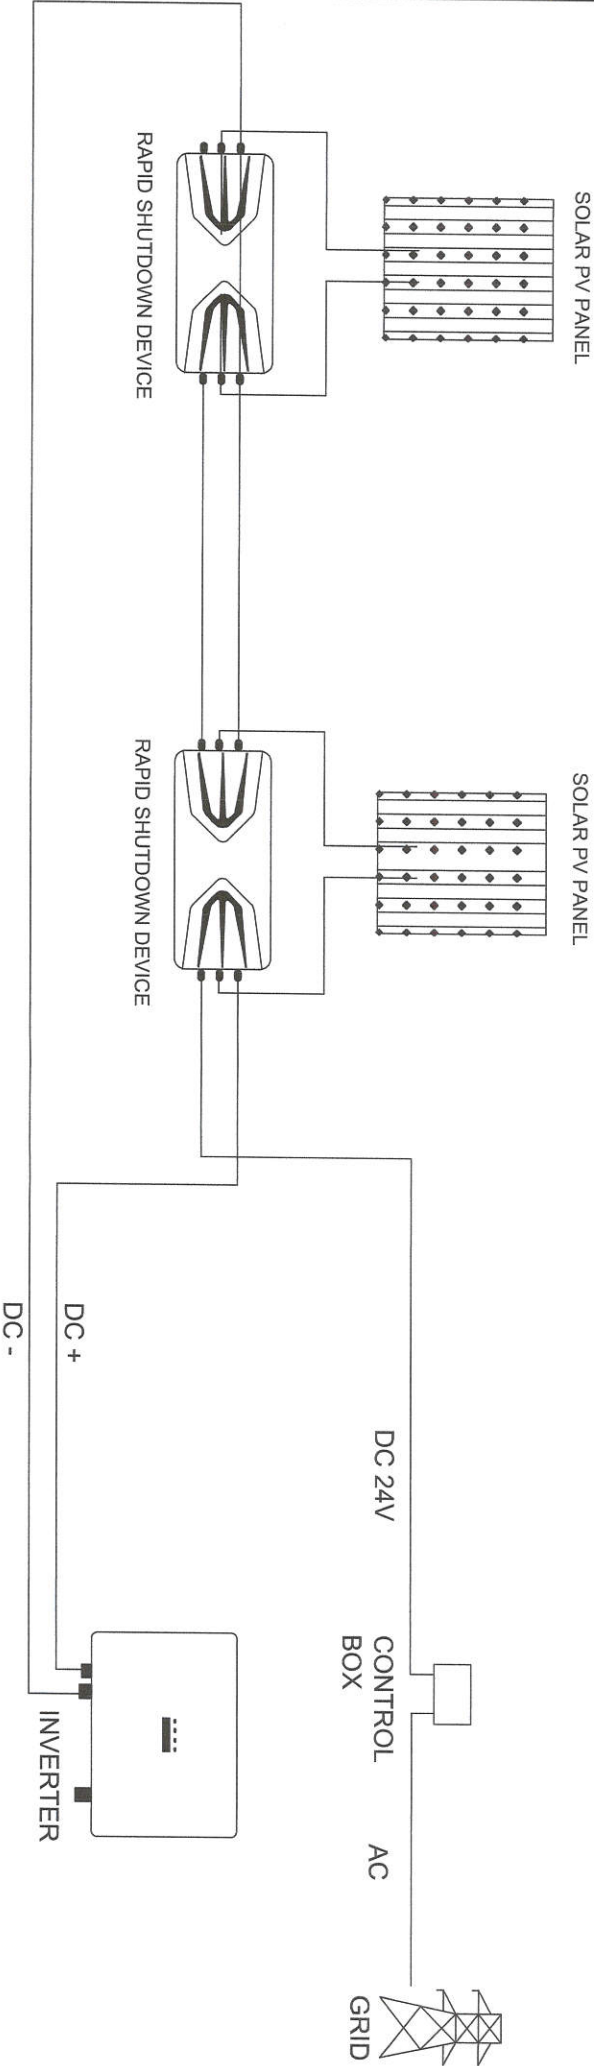 SOLAR PV PANEL
SOLAR PV PANEL
RAPID SHUTDOWN DEVICE
RAPID SHUTDOWN DEVICE
DC 24V
CONTROL
BOX
AC
GRID
DC +
DC -
INVERTER